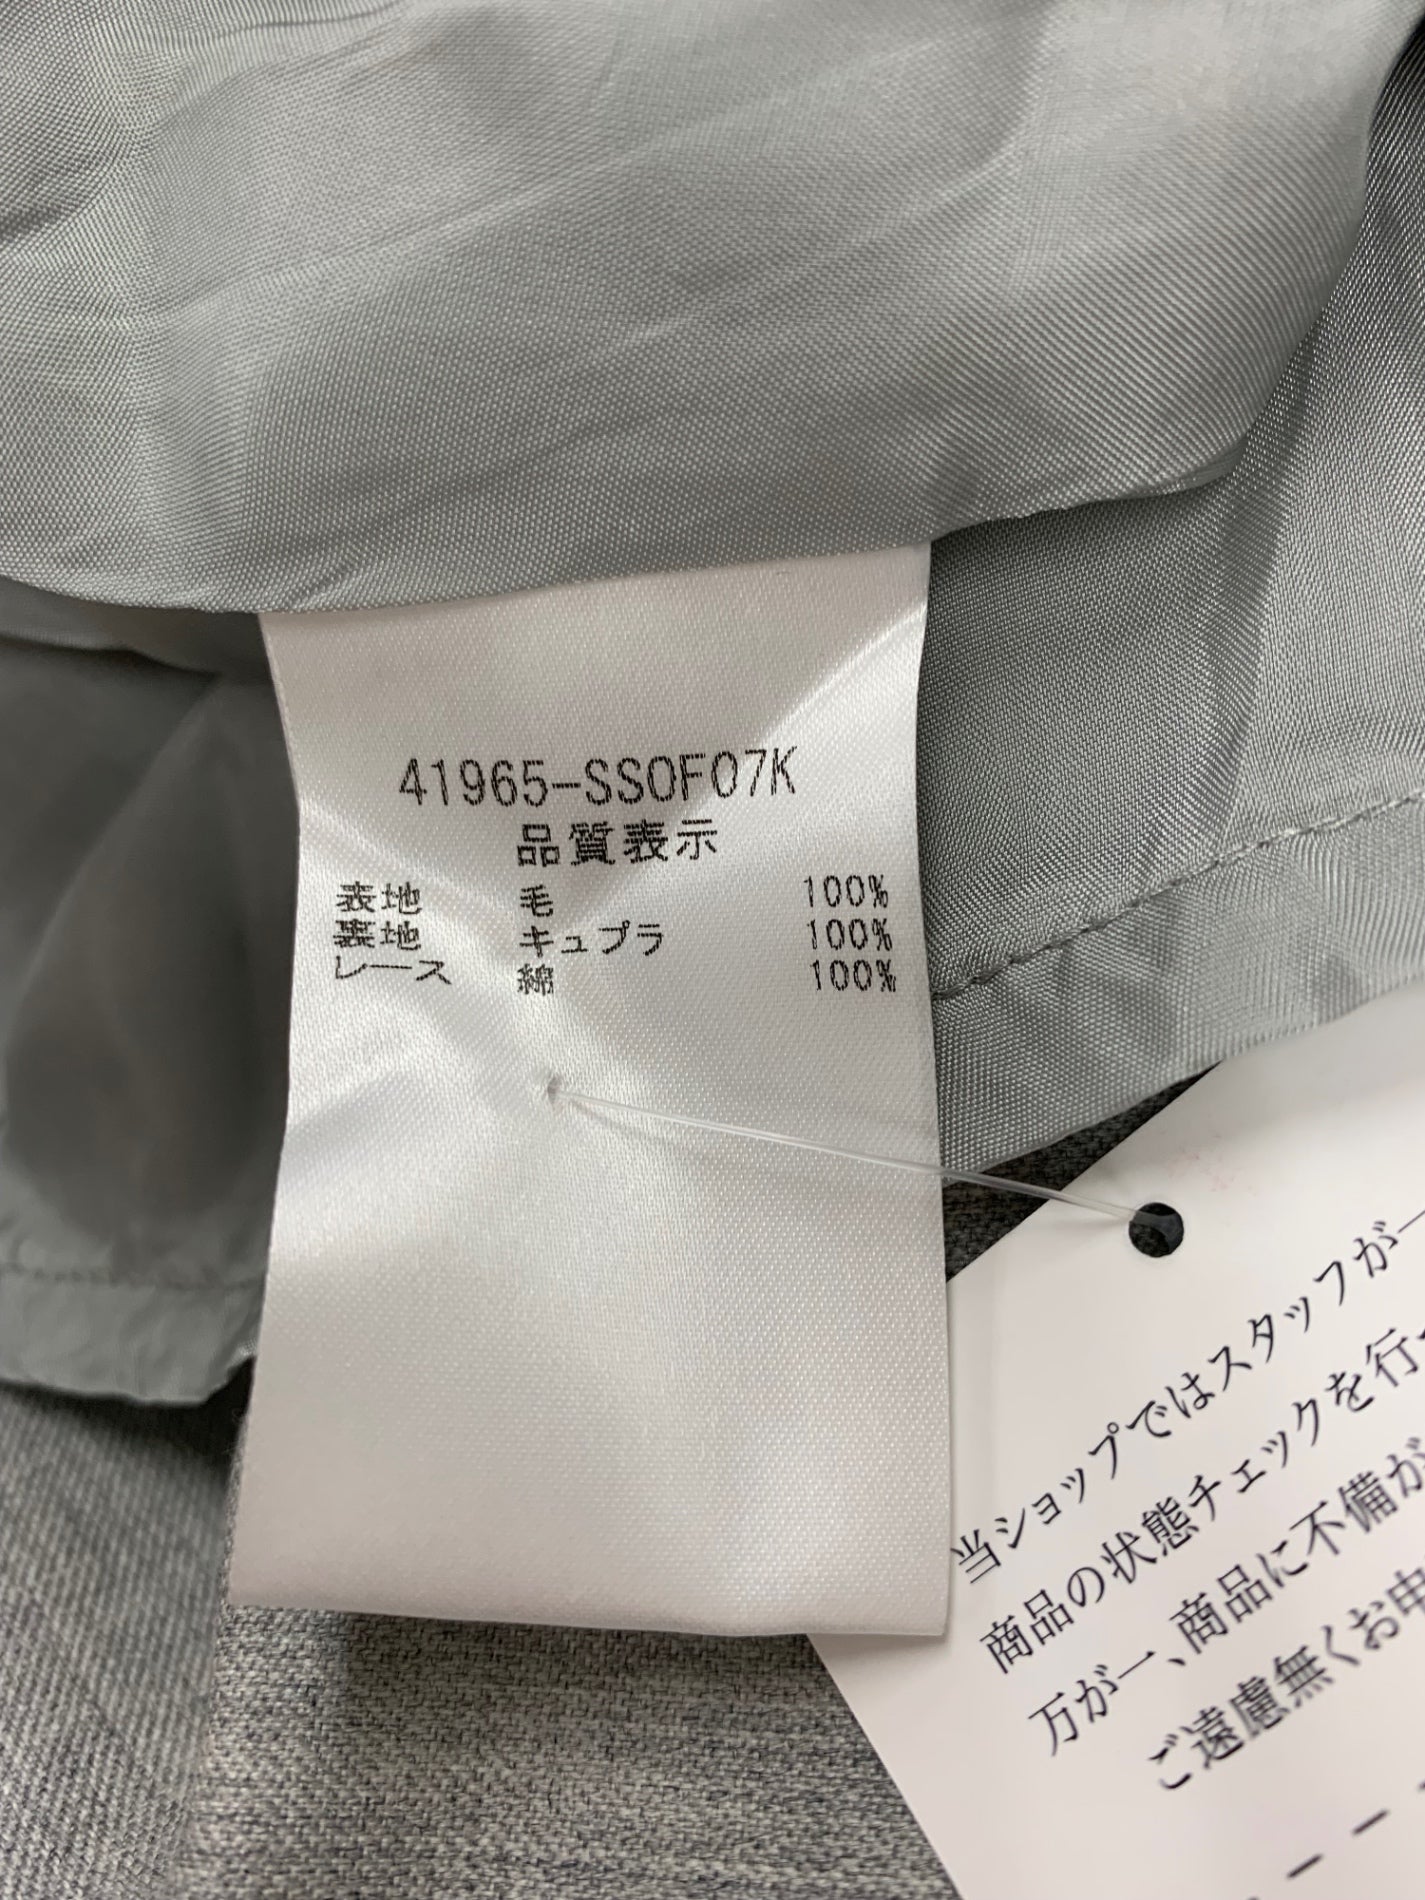 41965-SS0F07K
品質表示
表地 毛 100%
裏地 キュプラ 100%
レース 綿 100%
当ショップではスタッフが一
商品の状態チェックを行っ
万が一、商品に不備が
ご遠慮無くお申